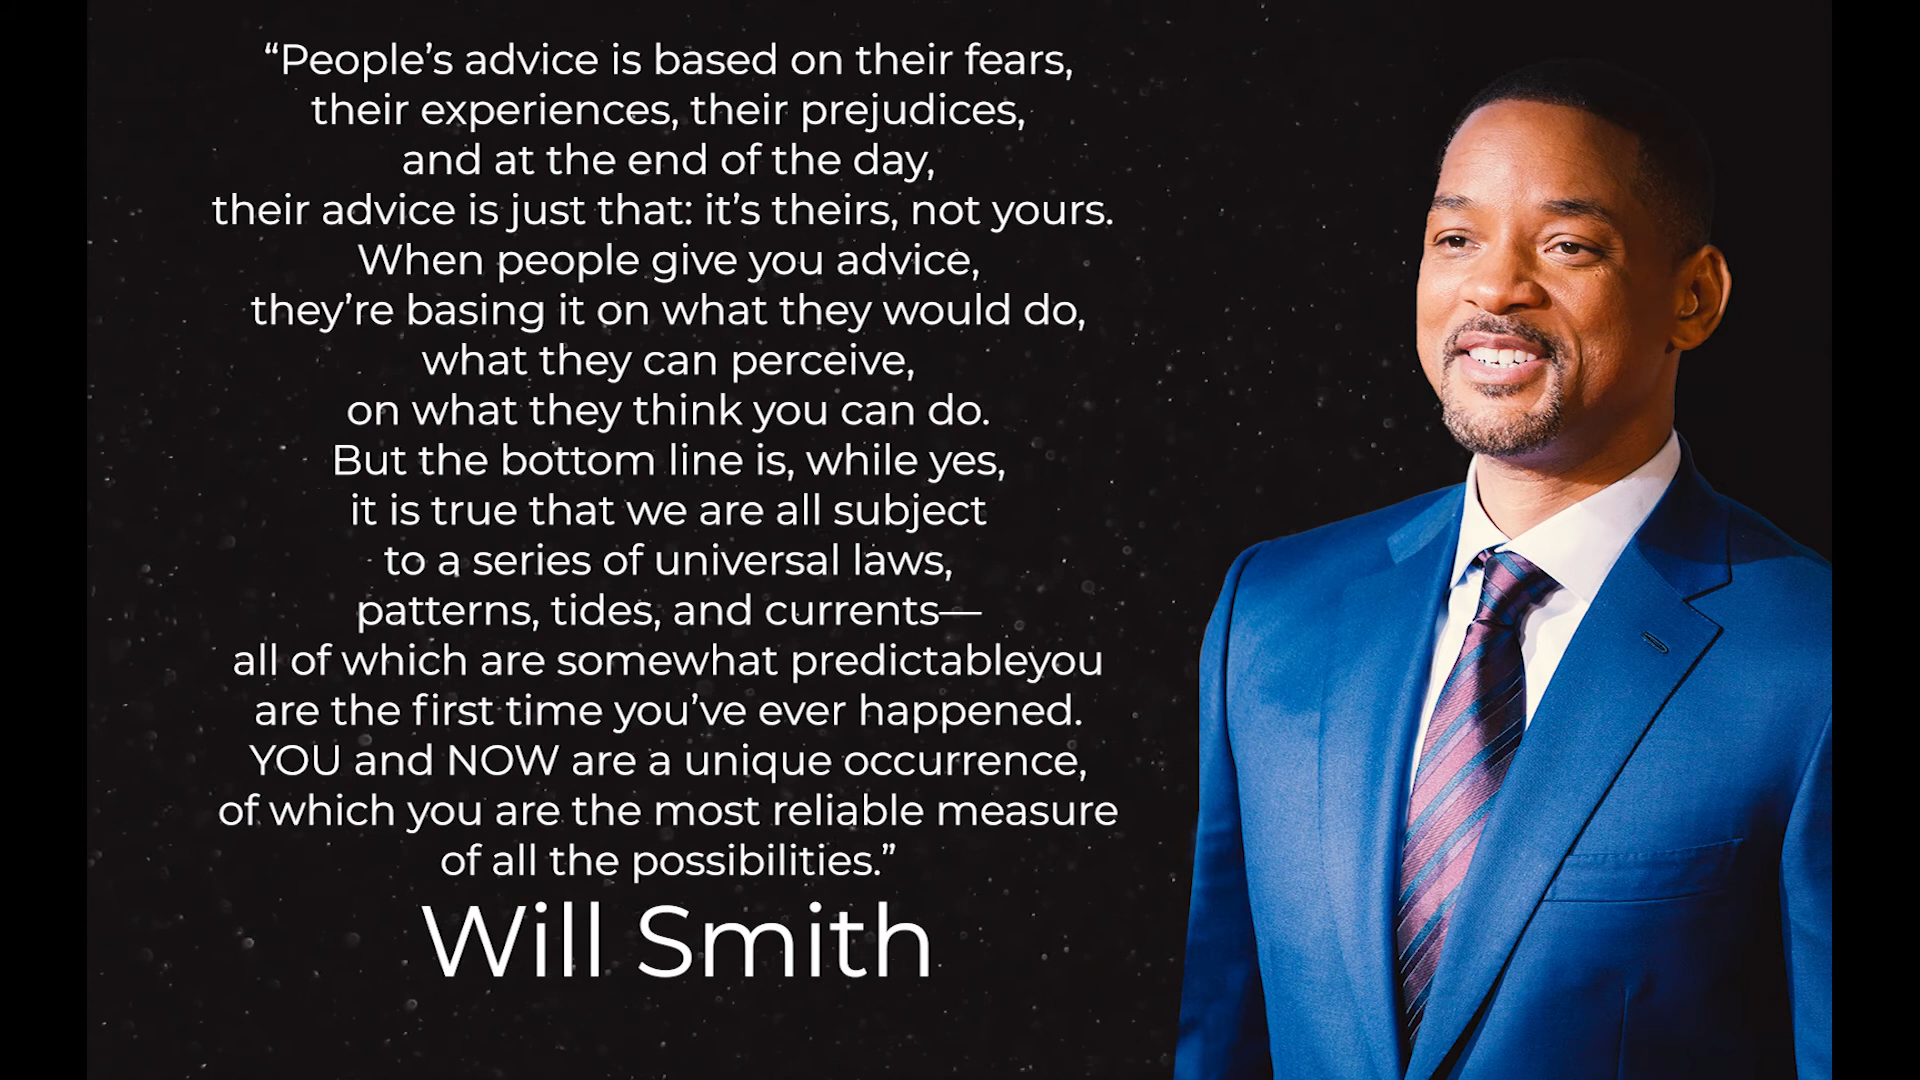 “People’s advice is based on their fears,
their experiences, their prejudices,
and at the end of the day,
their advice is just that: it’s theirs, not yours.
When people give you advice,
they’re basing it on what they would do,
what they can perceive,
on what they think you can do.
But the bottom line is, while yes,
it is true that we are all subject
to a series of universal laws,
patterns, tides, and currents—
all of which are somewhat predictableyou
are the first time you’ve ever happened.
YOU and NOW are a unique occurrence,
of which you are the most reliable measure
of all the possibilities.”
Will Smith